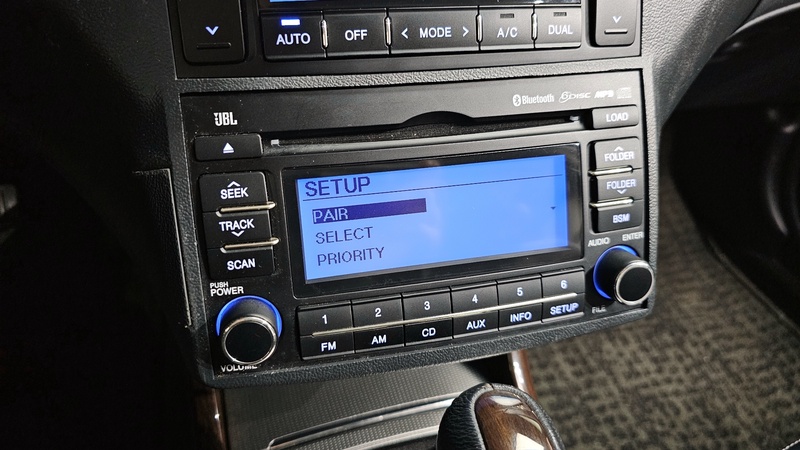 AUTO
OFF
< MODE >
A/C
DUAL
Bluetooth
6DISC
MP3
JBL
LOAD
SEEK
TRACK
SCAN
FOLDER
FOLDER
BSM
SETUP
PAIR
SELECT
PRIORITY
AUDIO
ENTER
PUSH
POWER
VOLUME
FILE
1 2 3 4 5 6
FM AM CD AUX INFO SETUP